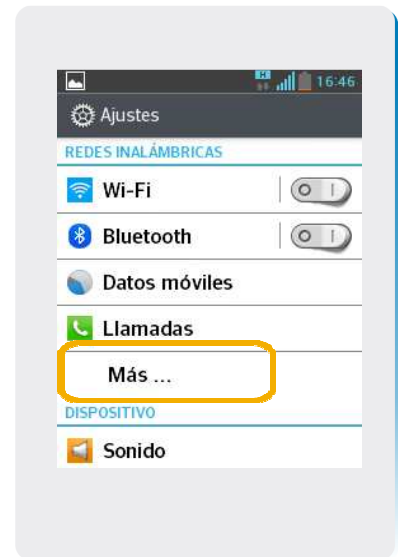 16:46
Ajustes
REDES INALÁMBRICAS
Wi-Fi
Bluetooth
Datos móviles
Llamadas
Más ...
DISPOSITIVO
Sonido